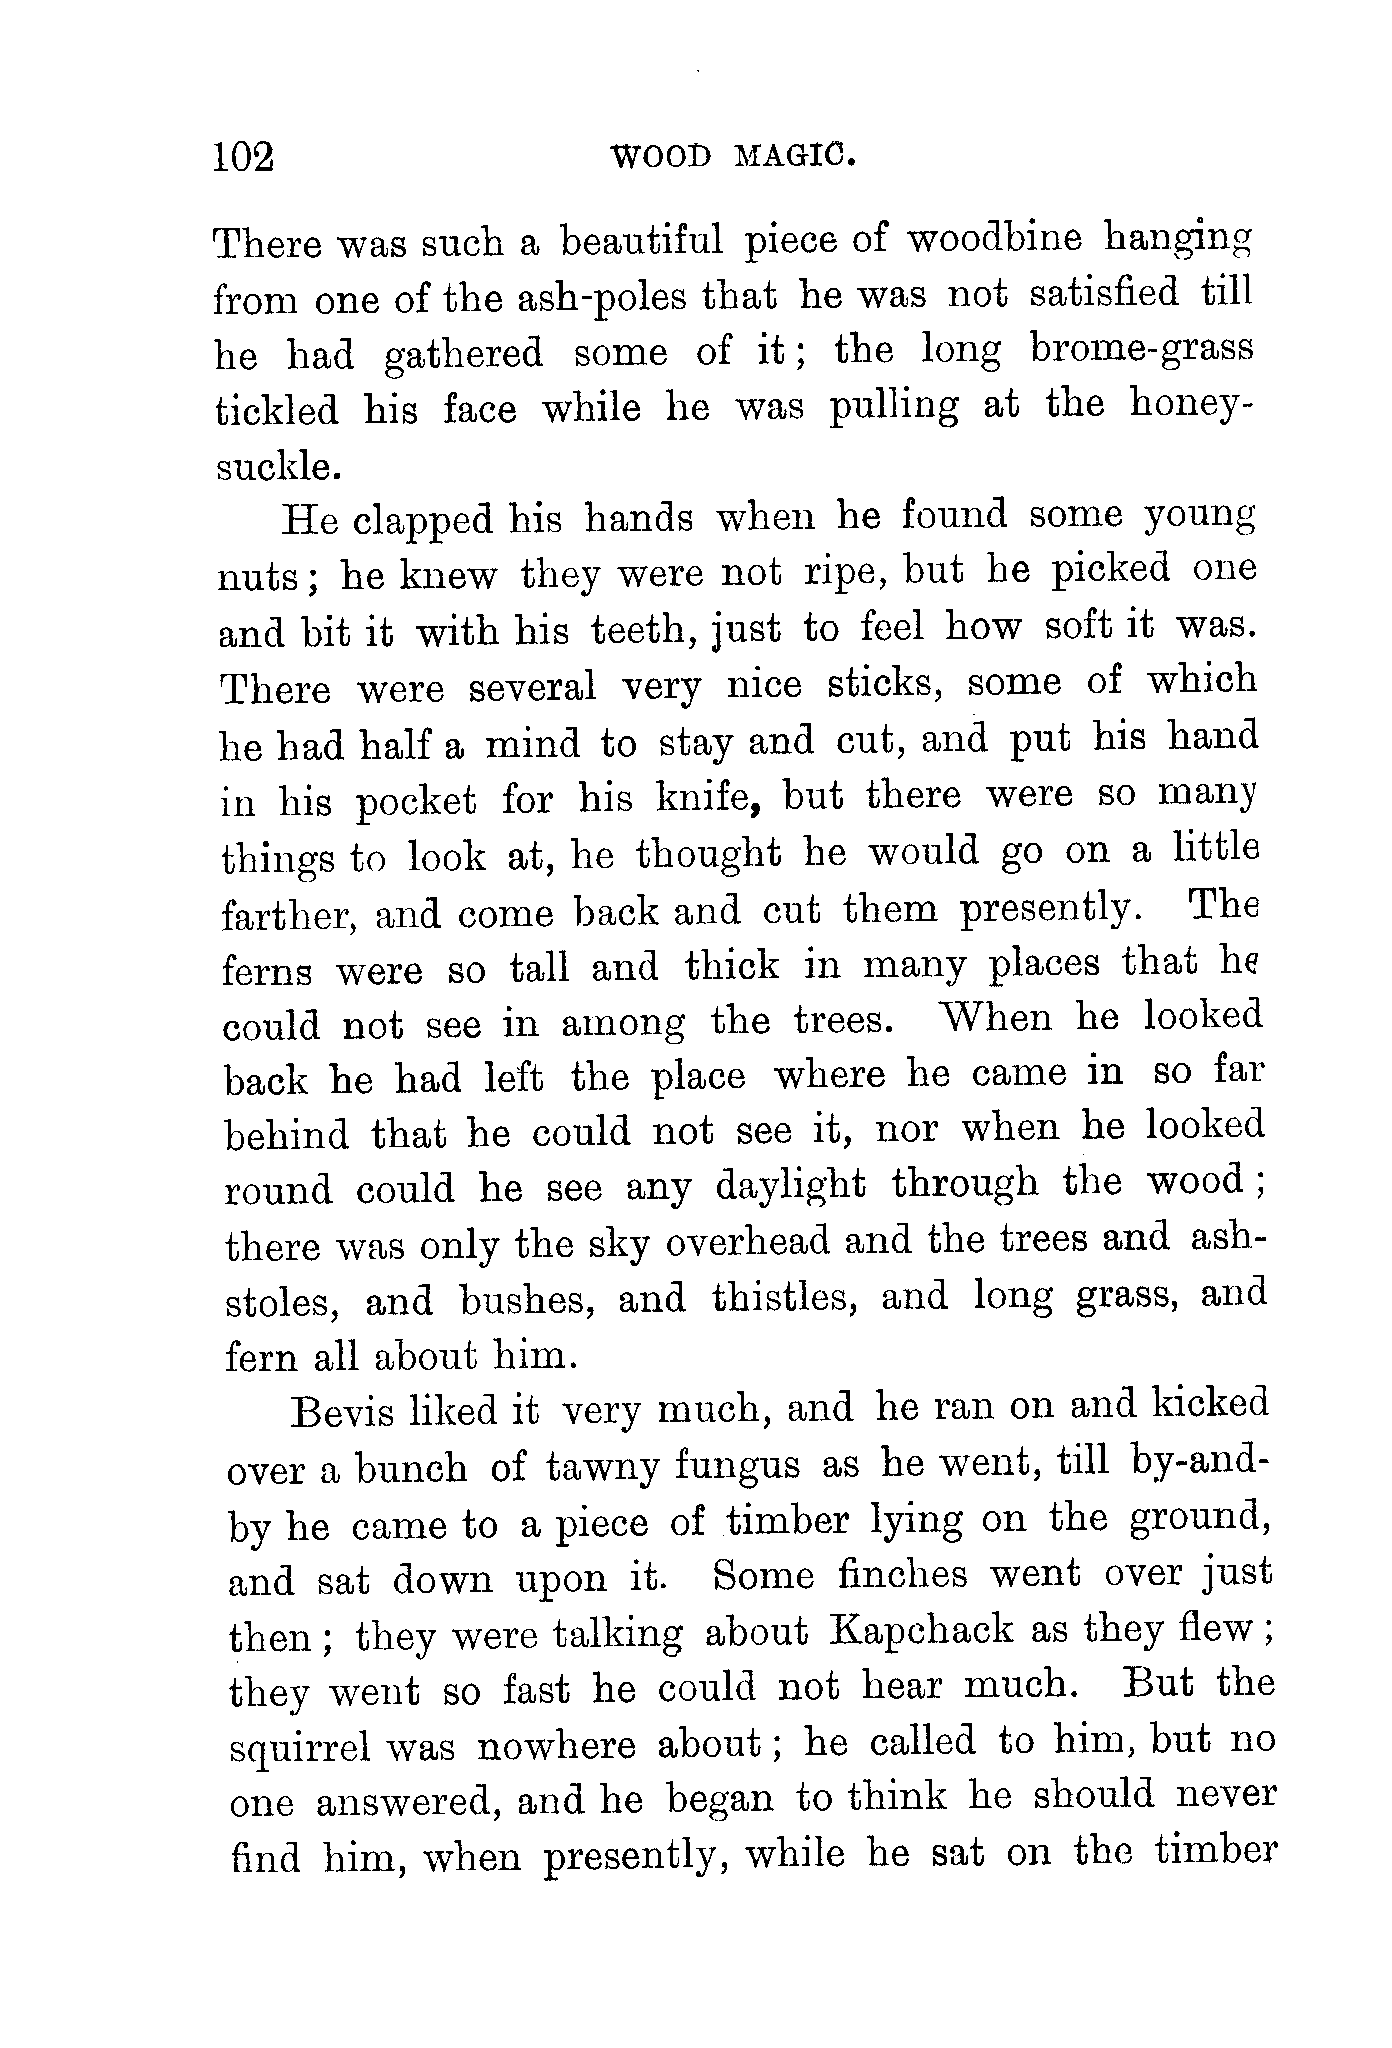 102 WOOD MAGIC.
There was such a beautiful piece of woodbine hanging
from one of the ash-poles that he was not satisfied till
he had gathered some of it; the long brome-grass
tickled his face while he was pulling at the honey-
suckle.
He clapped his hands when he found some young
nuts; he knew they were not ripe, but he picked one
and bit it with his teeth, just to feel how soft it was.
There were several very nice sticks, some of which
he had half a mind to stay and cut, and put his hand
in his pocket for his knife, but there were so many
things to look at, he thought he would go on a little
farther, and come back and cut them presently. The
ferns were so tall and thick in many places that he
could not see in among the trees. When he looked
back he had left the place where he came in so far
behind that he could not see it, nor when he looked
round could he see any daylight through the wood;
there was only the sky overhead and the trees and ash-
stoles, and bushes, and thistles, and long grass, and
fern all about him.
Bevis liked it very much, and he ran on and kicked
over a bunch of tawny fungus as he went, till by-and-
by he came to a piece of timber lying on the ground,
and sat down upon it. Some finches went over just
then; they were talking about Kapchack as they flew;
they went so fast he could not hear much. But the
squirrel was nowhere about; he called to him, but no
one answered, and he began to think he should never
find him, when presently, while he sat on the timber